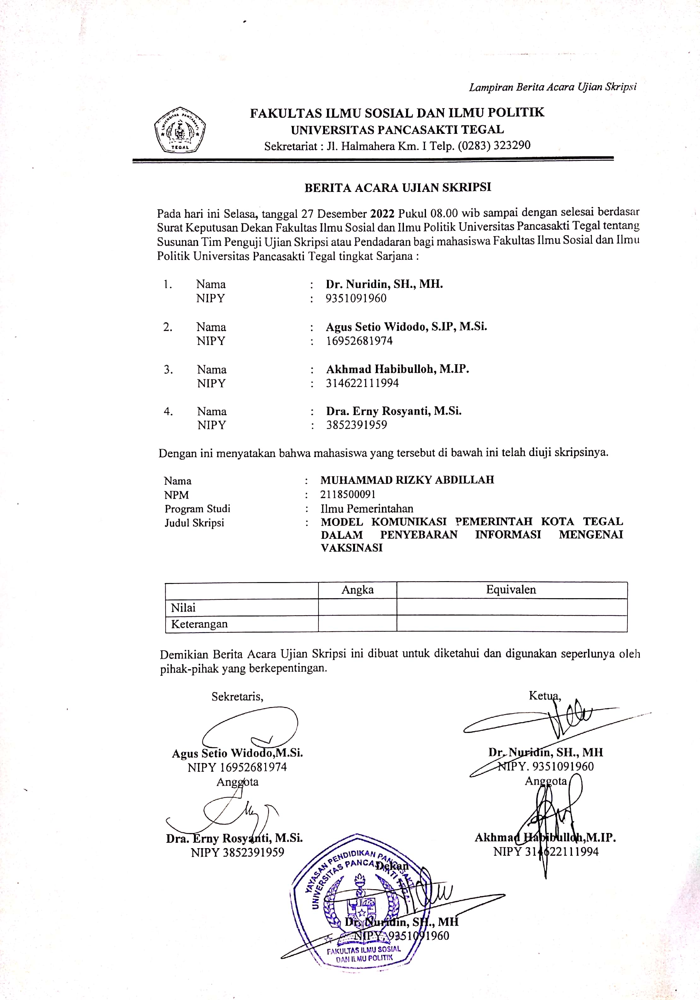 Lampiran Berita Acara Ujian Skripsi
UNIVERSITAS PANCASAKTI
TEGAL
FAKULTAS ILMU SOSIAL DAN ILMU POLITIK
UNIVERSITAS PANCASAKTI TEGAL
Sekretariat : Jl. Halmahera Km. I Telp. (0283) 323290
BERITA ACARA UJIAN SKRIPSI
Pada hari ini Selasa, tanggal 27 Desember 2022 Pukul 08.00 wib sampai dengan selesai berdasar
Surat Keputusan Dekan Fakultas Ilmu Sosial dan Ilmu Politik Universitas Pancasakti Tegal tentang
Susunan Tim Penguji Ujian Skripsi atau Pendadaran bagi mahasiswa Fakultas Ilmu Sosial dan Ilmu
Politik Universitas Pancasakti Tegal tingkat Sarjana :
1. Nama : Dr. Nuridin, SH., MH.
NIPY : 9351091960
2. Nama : Agus Setio Widodo, S.IP, M.Si.
NIPY : 16952681974
3. Nama : Akhmad Habibulloh, M.IP.
NIPY : 314622111994
4. Nama : Dra. Erny Rosyanti, M.Si.
NIPY : 3852391959
Dengan ini menyatakan bahwa mahasiswa yang tersebut di bawah ini telah diuji skripsinya.
Nama : MUHAMMAD RIZKY ABDILLAH
NPM : 2118500091
Program Studi : Ilmu Pemerintahan
Judul Skripsi : MODEL KOMUNIKASI PEMERINTAH KOTA TEGAL
DALAM PENYEBARAN INFORMASI MENGENAI
VAKSINASI
Angka Equivalen
Nilai
Keterangan
Demikian Berita Acara Ujian Skripsi ini dibuat untuk diketahui dan digunakan seperlunya oleh
pihak-pihak yang berkepentingan.
Sekretaris, Ketua,
Agus Setio Widodo,M.Si. Dr. Nuridin, SH., MH
NIPY 16952681974 NIPY. 9351091960
Anggota Anggota
Dra. Erny Rosyanti, M.Si. Akhmad Habibulloh,M.IP.
NIPY 3852391959 NIPY 314622111994
YAYASAN PENDIDIKAN PANCASAKTI
UNIVERSITAS PANCASAKTI TEGAL
Dekan
Dr. Nuridin, SH., MH
NIPY. 9351091960
FAKULTAS ILMU SOSIAL
DAN ILMU POLITIK